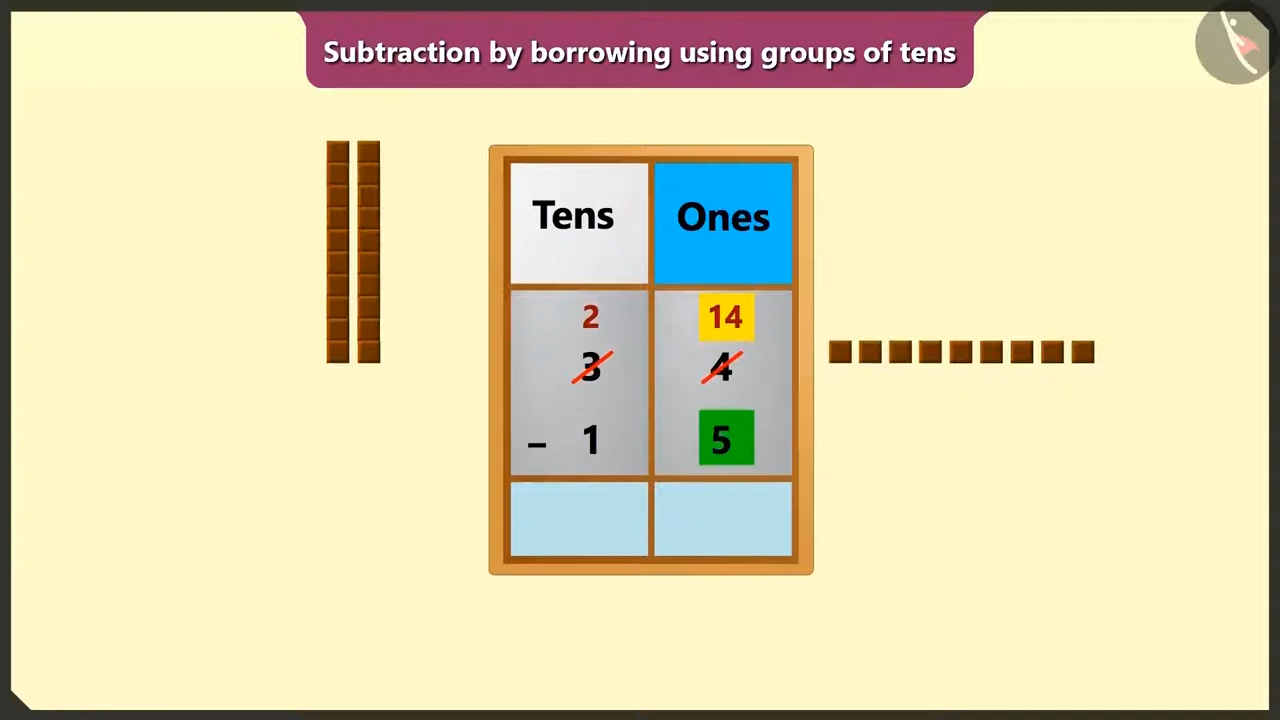 Subtraction by borrowing using groups of tens
Tens Ones
2 14
3 4
– 1 5